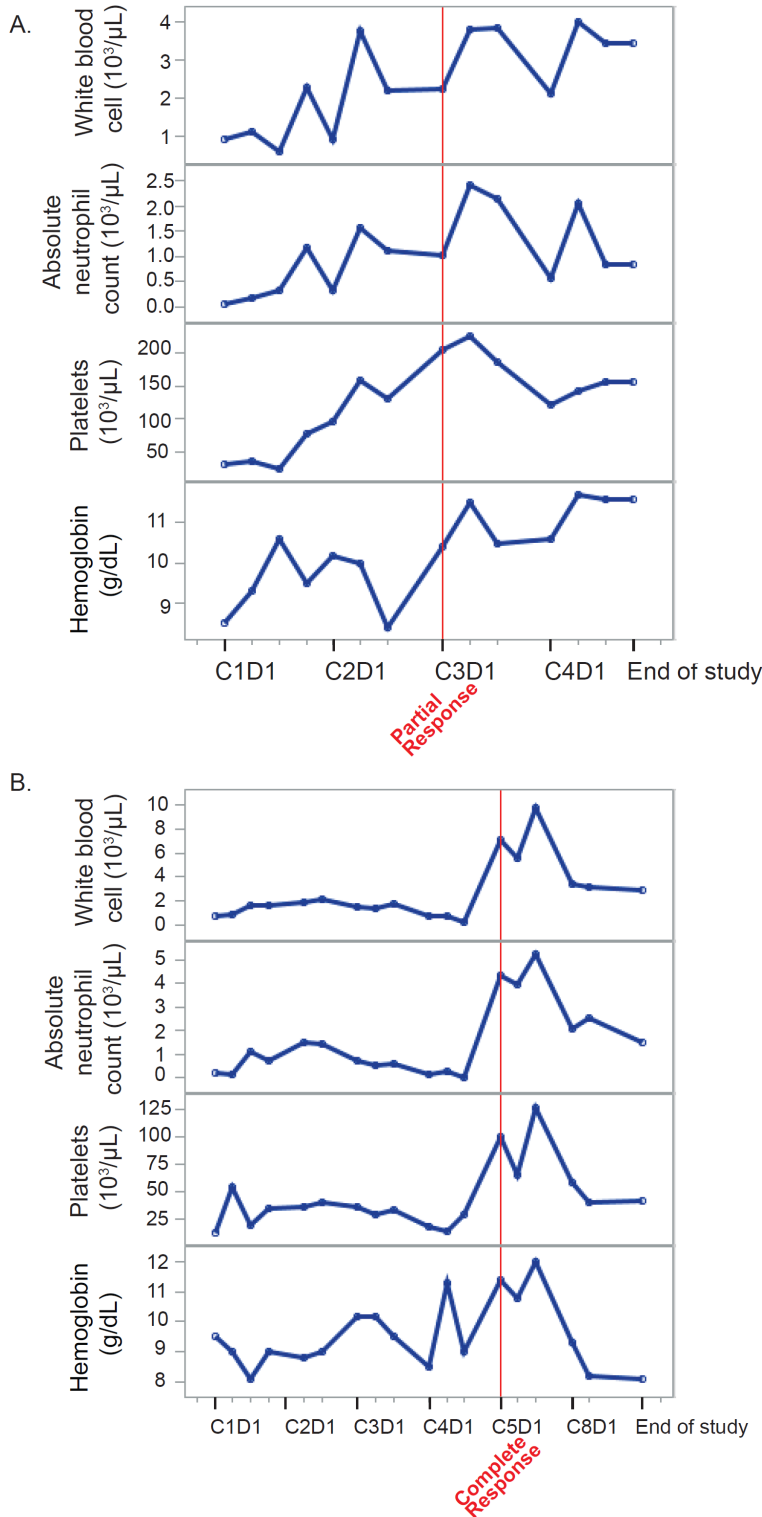 A.
White blood
cell (10³/µL)
4
3
2
1
Absolute
neutrophil
count (10³/µL)
2.5
2.0
1.5
1.0
0.5
0.0
Platelets
(10³/µL)
200
150
100
50
Hemoglobin
(g/dL)
11
10
9
C1D1 C2D1 C3D1 C4D1 End of study
Partial
Response
B.
White blood
cell (10³/µL)
10
8
6
4
2
0
Absolute
neutrophil
count (10³/µL)
5
4
3
2
1
0
Platelets
(10³/µL)
125
100
75
50
25
Hemoglobin
(g/dL)
12
11
10
9
8
C1D1 C2D1 C3D1 C4D1 C5D1 C8D1 End of study
Complete
Response